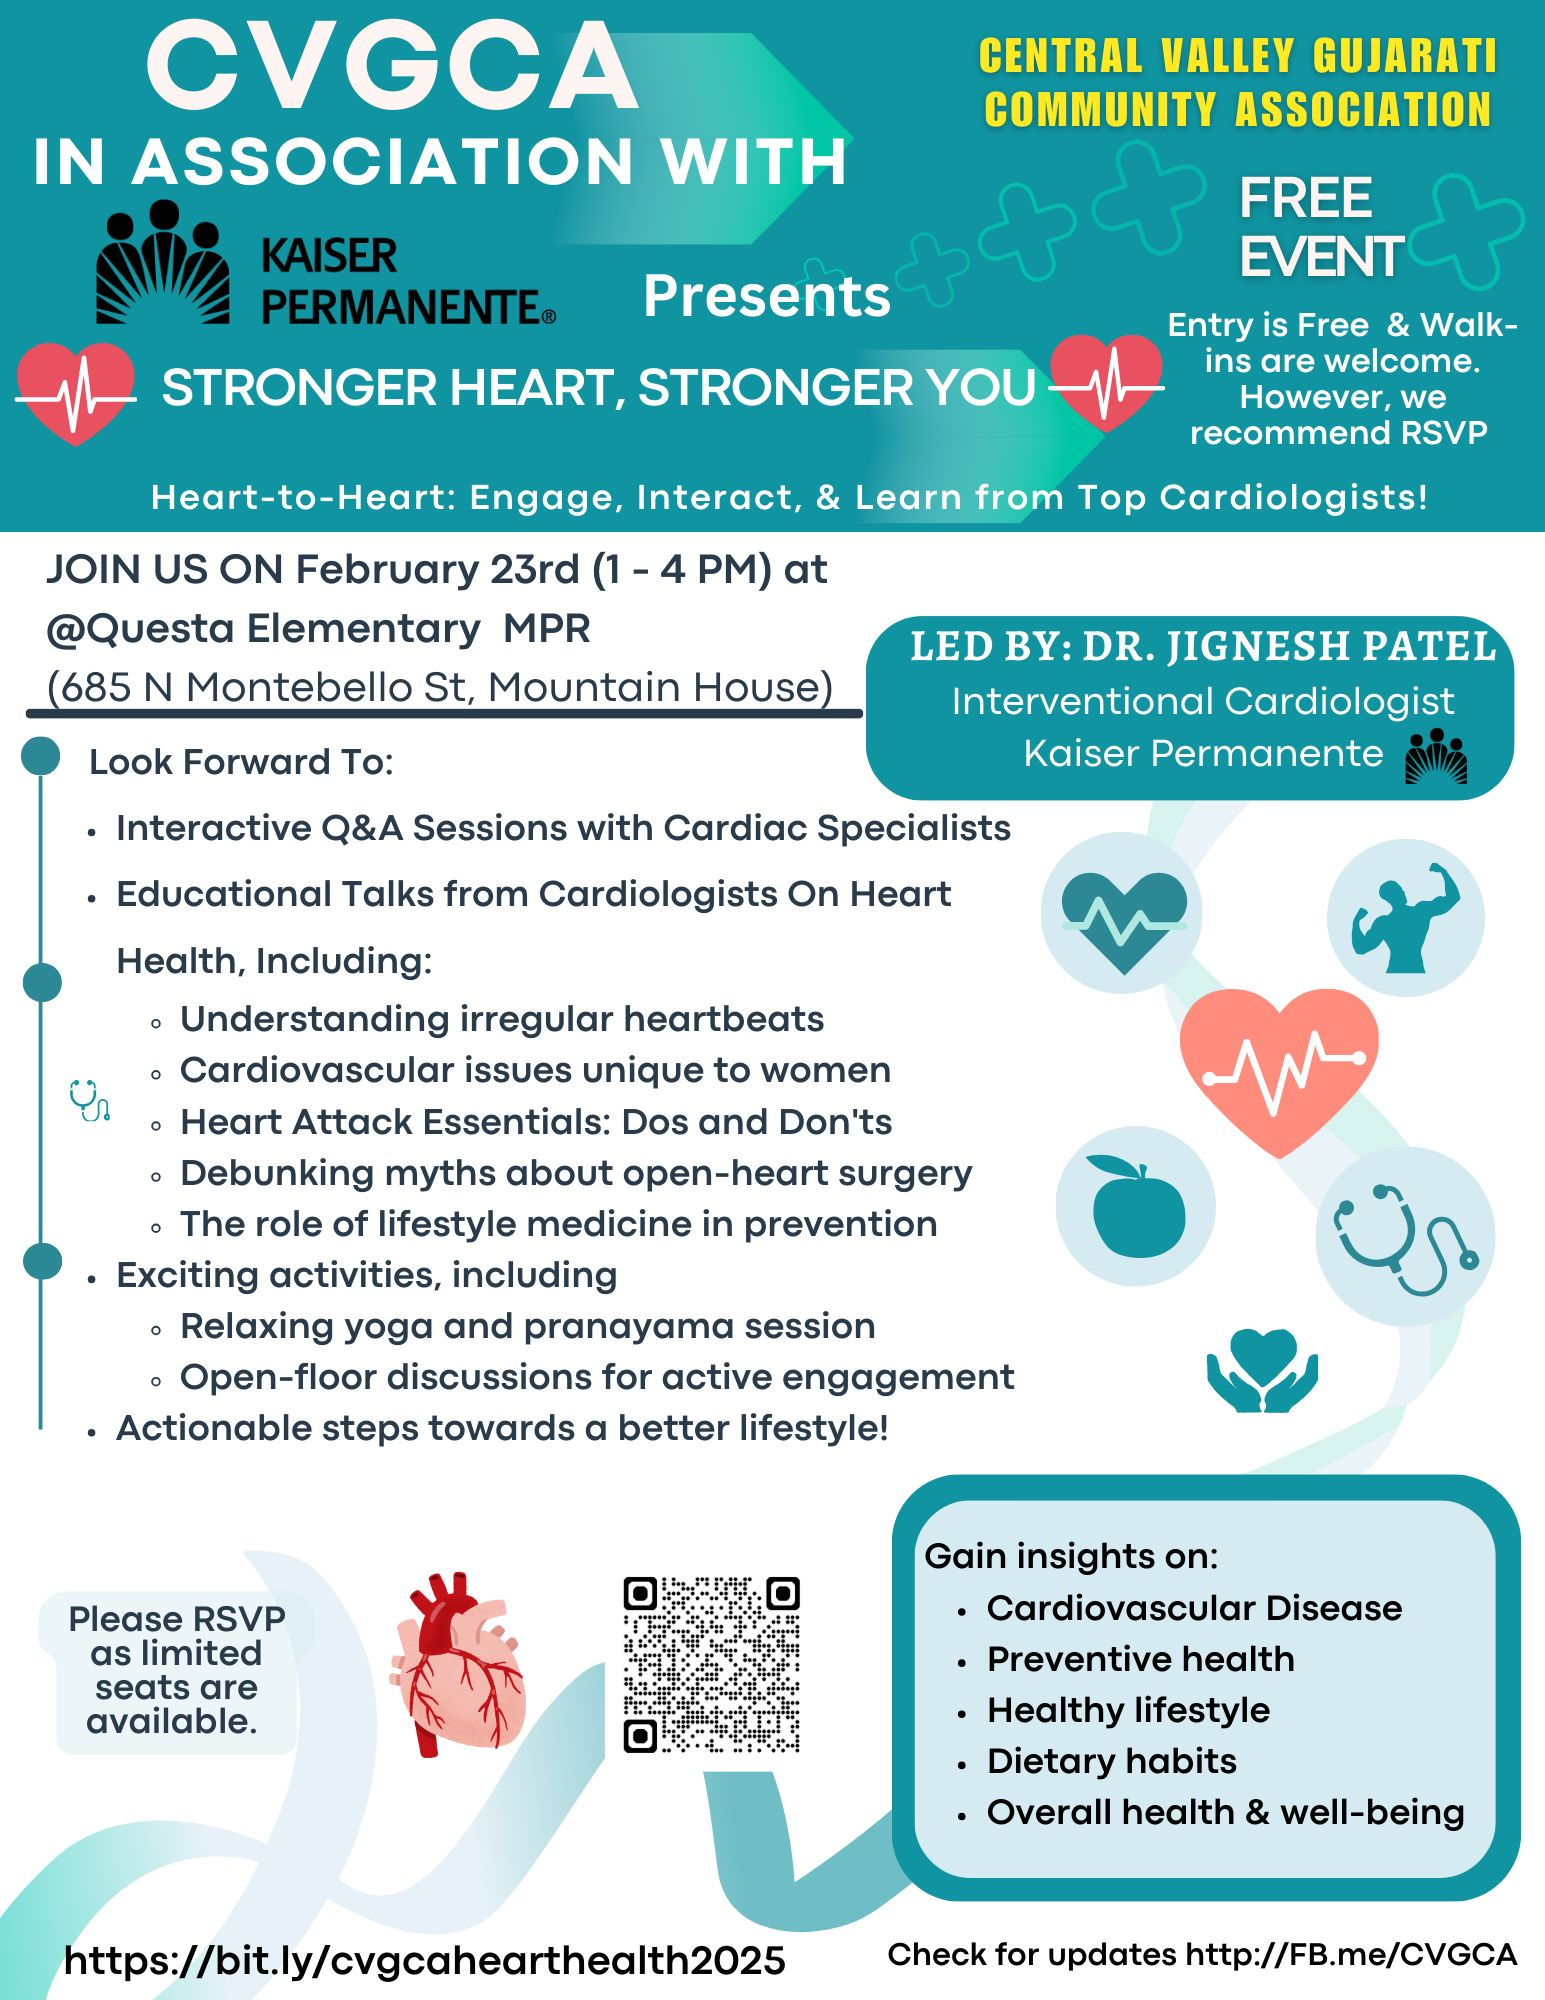 CVGCA
IN ASSOCIATION WITH
KAISER
PERMANENTE®
Presents
CENTRAL VALLEY GUJARATI
COMMUNITY ASSOCIATION
FREE
EVENT
Entry is Free & Walk-
ins are welcome.
However, we
recommend RSVP
STRONGER HEART, STRONGER YOU
Heart-to-Heart: Engage, Interact, & Learn from Top Cardiologists!
JOIN US ON February 23rd (1 - 4 PM) at
@Questa Elementary MPR
(685 N Montebello St, Mountain House)
LED BY: DR. JIGNESH PATEL
Interventional Cardiologist
Kaiser Permanente
Look Forward To:
• Interactive Q&A Sessions with Cardiac Specialists
• Educational Talks from Cardiologists On Heart
Health, Including:
◦ Understanding irregular heartbeats
◦ Cardiovascular issues unique to women
◦ Heart Attack Essentials: Dos and Don'ts
◦ Debunking myths about open-heart surgery
◦ The role of lifestyle medicine in prevention
• Exciting activities, including
◦ Relaxing yoga and pranayama session
◦ Open-floor discussions for active engagement
• Actionable steps towards a better lifestyle!
Please RSVP
as limited
seats are
available.
Gain insights on:
• Cardiovascular Disease
• Preventive health
• Healthy lifestyle
• Dietary habits
• Overall health & well-being
https://bit.ly/cvgcahearthealth2025
Check for updates http://FB.me/CVGCA